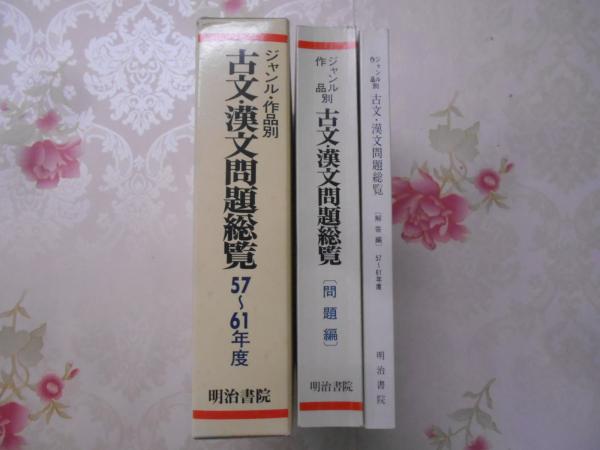 ジャンル・作品別
古文・漢文問題総覧
57～61年度
明治書院
ジャンル
作品別
古文・漢文問題総覧
〔問題編〕
明治書院
ジャンル別
作品
古文・漢文問題総覧
〔解答編〕
57～61年度
明治書院